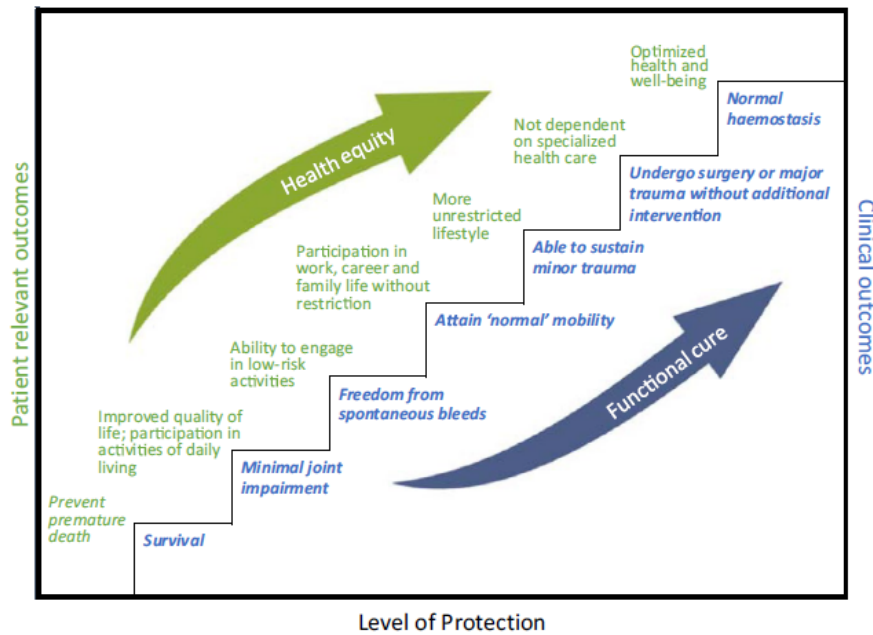 Optimized
health and
well-being
Normal
haemostasis
Not dependent
on specialized
health care
Undergo surgery or major
trauma without additional
intervention
More
unrestricted
lifestyle
Able to sustain
minor trauma
Participation in
work, career and
family life without
restriction
Attain ‘normal’ mobility
Ability to engage
in low-risk
activities
Freedom from
spontaneous bleeds
Improved quality of
life; participation in
activities of daily
living
Minimal joint
impairment
Prevent
premature
death
Survival
Health equity
Functional cure
Patient relevant outcomes
Clinical outcomes
Level of Protection